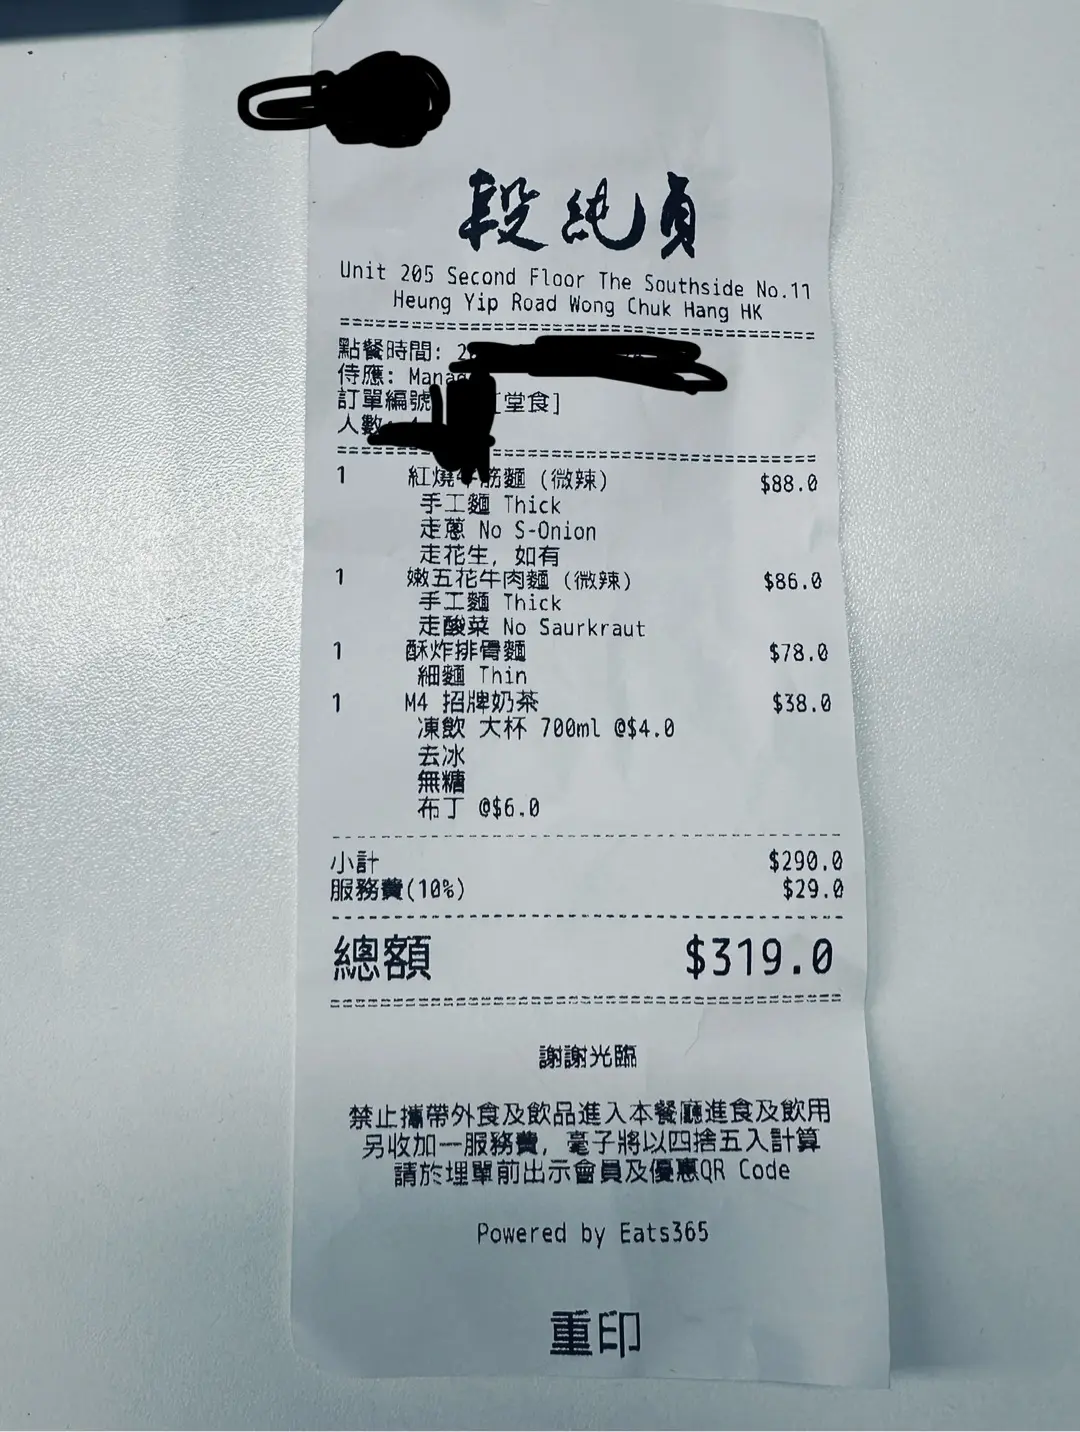 段純貞
Unit 205 Second Floor The Southside No.11
Heung Yip Road Wong Chuk Hang HK
點餐時間: 2
侍應: Manag
訂單編號 [堂食]
人數
1 紅燒牛筋麵 (微辣) $88.0
手工麵 Thick
走蔥 No S-Onion
走花生, 如有
1 嫩五花牛肉麵 (微辣) $86.0
手工麵 Thick
走酸菜 No Saurkraut
1 酥炸排骨麵 $78.0
細麵 Thin
1 M4 招牌奶茶 $38.0
凍飲 大杯 700ml @$4.0
去冰
無糖
布丁 @$6.0
小計 $290.0
服務費(10%) $29.0
總額 $319.0
謝謝光臨
禁止攜帶外食及飲品進入本餐廳進食及飲用
另收加一服務費, 毫子將以四捨五入計算
請於埋單前出示會員及優惠QR Code
Powered by Eats365
重印